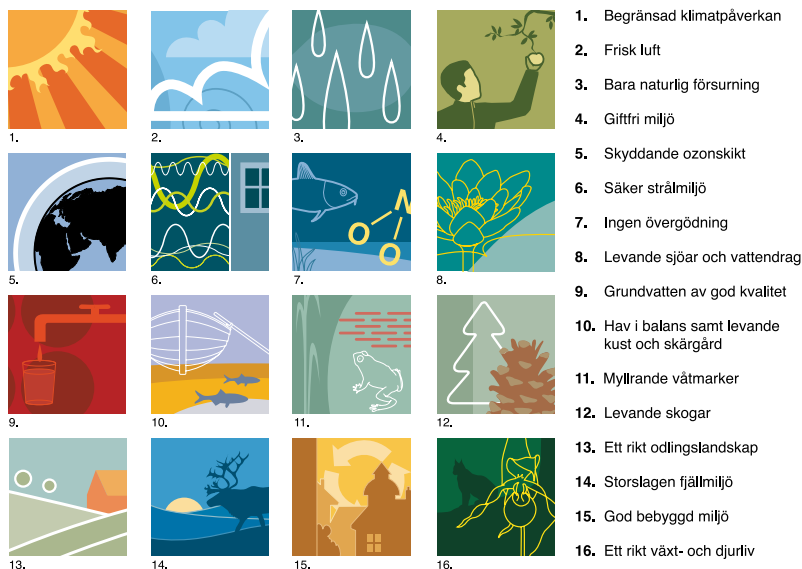 1.
2.
3.
4.
5.
6.
N
O
O
7.
8.
9.
10.
11.
12.
13.
14.
15.
16.
1. Begränsad klimatpåverkan
2. Frisk luft
3. Bara naturlig försurning
4. Giftfri miljö
5. Skyddande ozonskikt
6. Säker strålmiljö
7. Ingen övergödning
8. Levande sjöar och vattendrag
9. Grundvatten av god kvalitet
10. Hav i balans samt levande
kust och skärgård
11. Myllrande våtmarker
12. Levande skogar
13. Ett rikt odlingslandskap
14. Storslagen fjällmiljö
15. God bebyggd miljö
16. Ett rikt växt- och djurliv